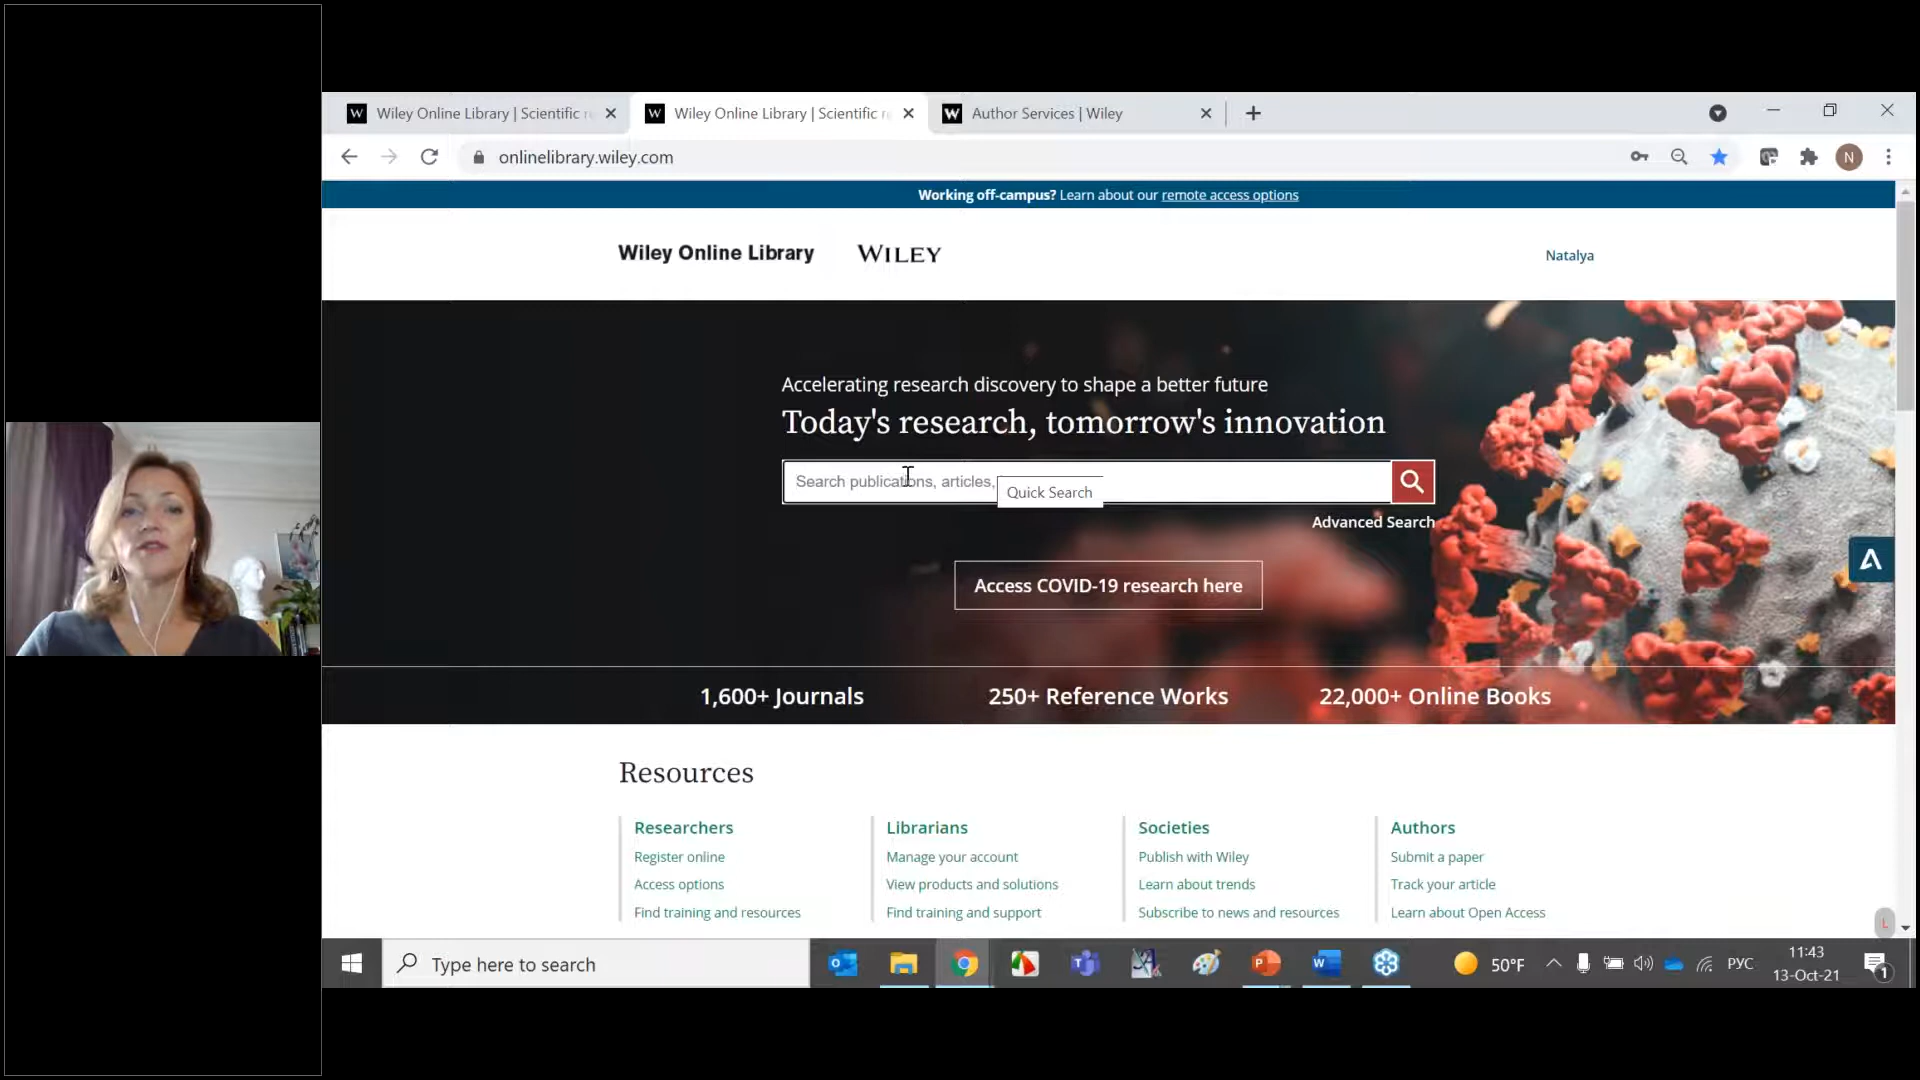 Wiley Online Library | Scientific
Wiley Online Library | Scientific
Author Services | Wiley
onlinelibrary.wiley.com
N
Working off-campus? Learn about our remote access options
Wiley Online Library
WILEY
Natalya
Accelerating research discovery to shape a better future
Today's research, tomorrow's innovation
Search publications, articles,
Quick Search
Advanced Search
Access COVID-19 research here
1,600+ Journals
250+ Reference Works
22,000+ Online Books
Resources
Researchers
Register online
Access options
Find training and resources
Librarians
Manage your account
View products and solutions
Find training and support
Societies
Publish with Wiley
Learn about trends
Subscribe to news and resources
Authors
Submit a paper
Track your article
Learn about Open Access
L
Type here to search
50°F
РУС
11:43
13-Oct-21
1